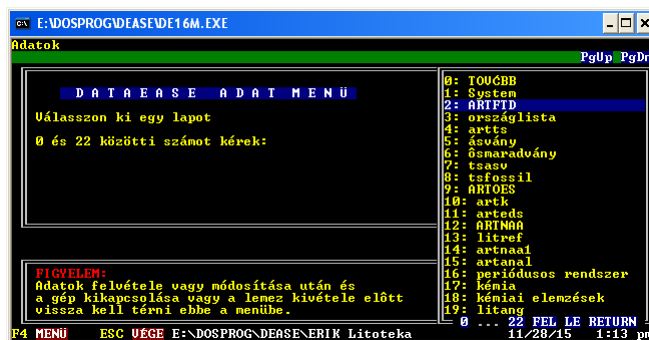 E:\DOSPROG\DEASE\DE16M.EXE
Adatok
PgUp PgDn
D A T A E A S E A D A T M E N Ü
Válasszon ki egy lapot
0 és 22 közötti számot kérek:
0: TOVÓBB
1: System
2: ARTFTD
3: országlista
4: artts
5: ásvány
6: ôsmaradvány
7: tsasv
8: tsfossil
9: ARTOES
10: artk
11: arteds
12: ARTNAA
13: litref
14: artnaa1
15: artanal
16: periódusos rendszer
17: kémia
18: kémiai elemzések
19: litang
0 ... 22 FEL LE RETURN
FIGYELEM:
Adatok felvétele vagy módosítása után és
a gép kikapcsolása vagy a lemez kivétele elôtt
vissza kell térni ebbe a menübe.
F4 MENÜ ESC VÉGE E:\DOSPROG\DEASE\ERIK Litoteka 11/28/15 1:13 pm